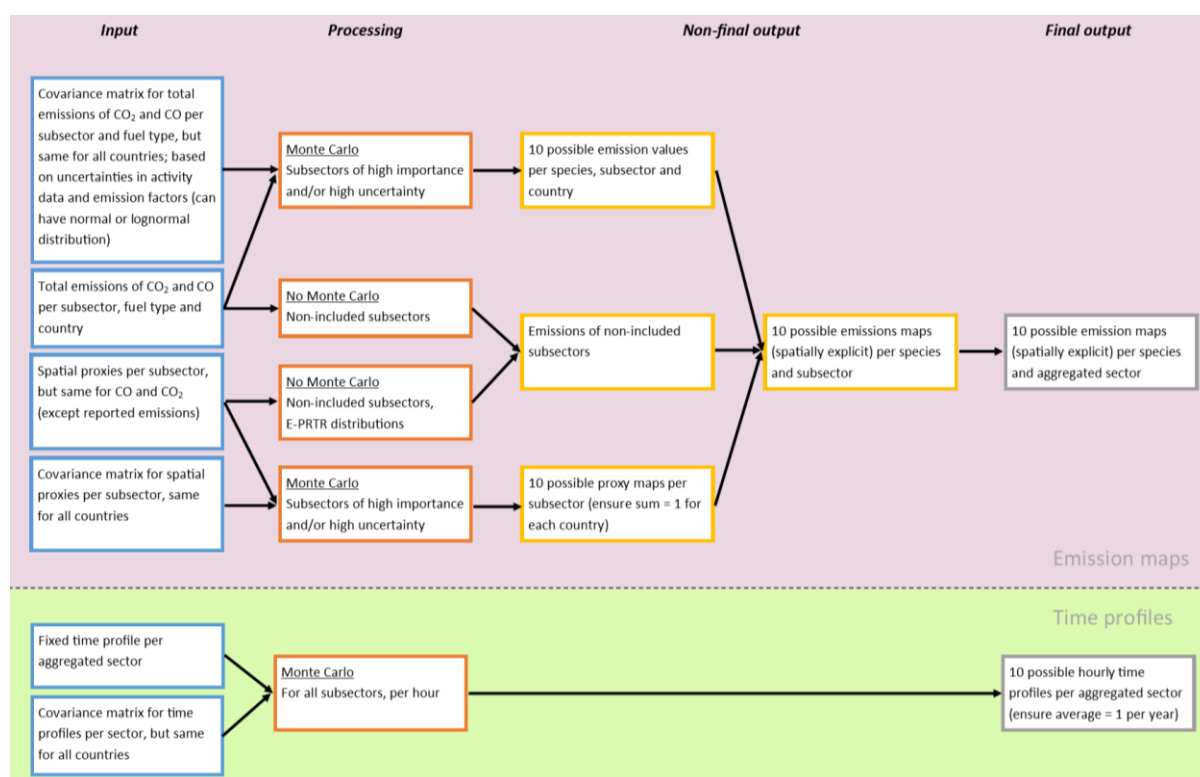 Input
Processing
Non-final output
Final output
Covariance matrix for total
emissions of CO₂ and CO per
subsector and fuel type, but
same for all countries; based
on uncertainties in activity
data and emission factors (can
have normal or lognormal
distribution)
Total emissions of CO₂ and CO
per subsector, fuel type and
country
Spatial proxies per subsector,
but same for CO and CO₂
(except reported emissions)
Covariance matrix for spatial
proxies per subsector, same
for all countries
Monte Carlo
Subsectors of high importance
and/or high uncertainty
No Monte Carlo
Non-included subsectors
No Monte Carlo
Non-included subsectors,
E-PRTR distributions
Monte Carlo
Subsectors of high importance
and/or high uncertainty
10 possible emission values
per species, subsector and
country
Emissions of non-included
subsectors
10 possible proxy maps per
subsector (ensure sum = 1 for
each country)
10 possible emissions maps
(spatially explicit) per species
and subsector
10 possible emission maps
(spatially explicit) per species
and aggregated sector
Emission maps
Time profiles
Fixed time profile per
aggregated sector
Covariance matrix for time
profiles per sector, but same
for all countries
Monte Carlo
For all subsectors, per hour
10 possible hourly time
profiles per aggregated sector
(ensure average = 1 per year)